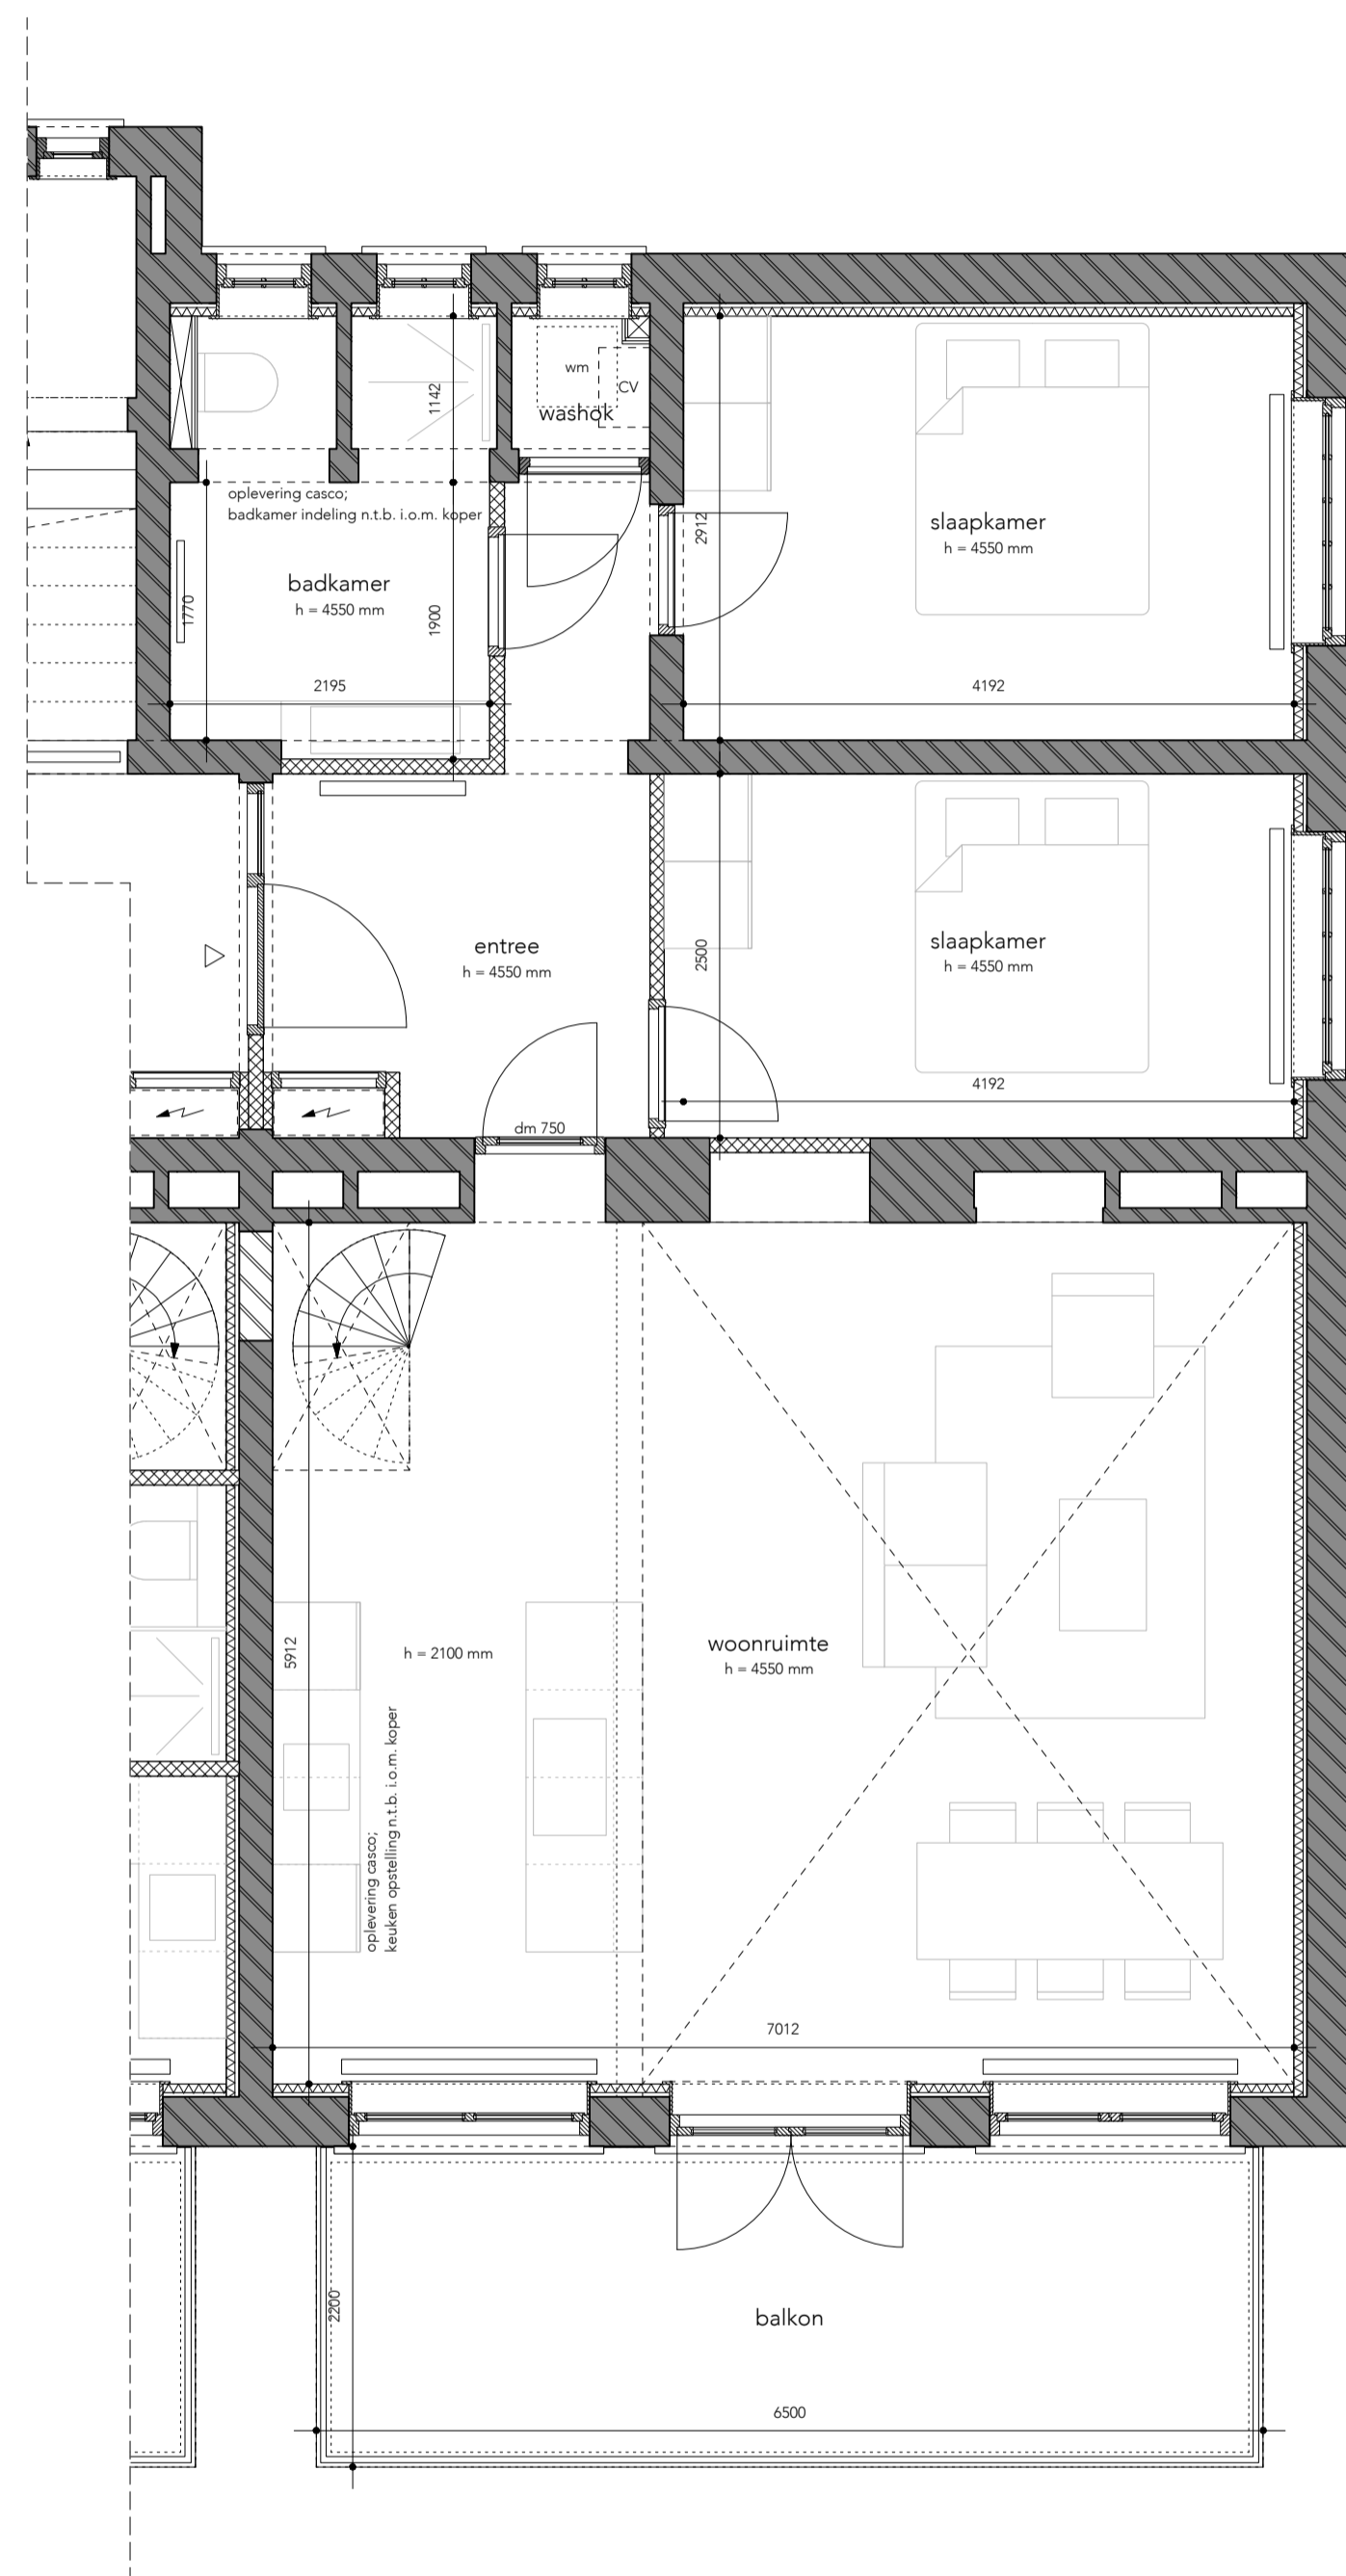 wm
CV
washok
1142
oplevering casco;
badkamer indeling n.t.b. i.o.m. koper
slaapkamer
h = 4550 mm
2912
badkamer
h = 4550 mm
1770
1900
2195
4192
entree
h = 4550 mm
slaapkamer
h = 4550 mm
2500
4192
dm 750
5912
h = 2100 mm
woonruimte
h = 4550 mm
oplevering casco;
keuken opstelling n.t.b. i.o.m. koper
7012
2200
balkon
6500